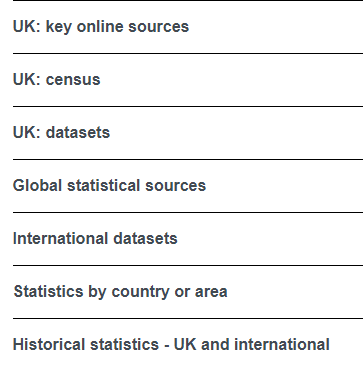 UK: key online sources
UK: census
UK: datasets
Global statistical sources
International datasets
Statistics by country or area
Historical statistics - UK and international